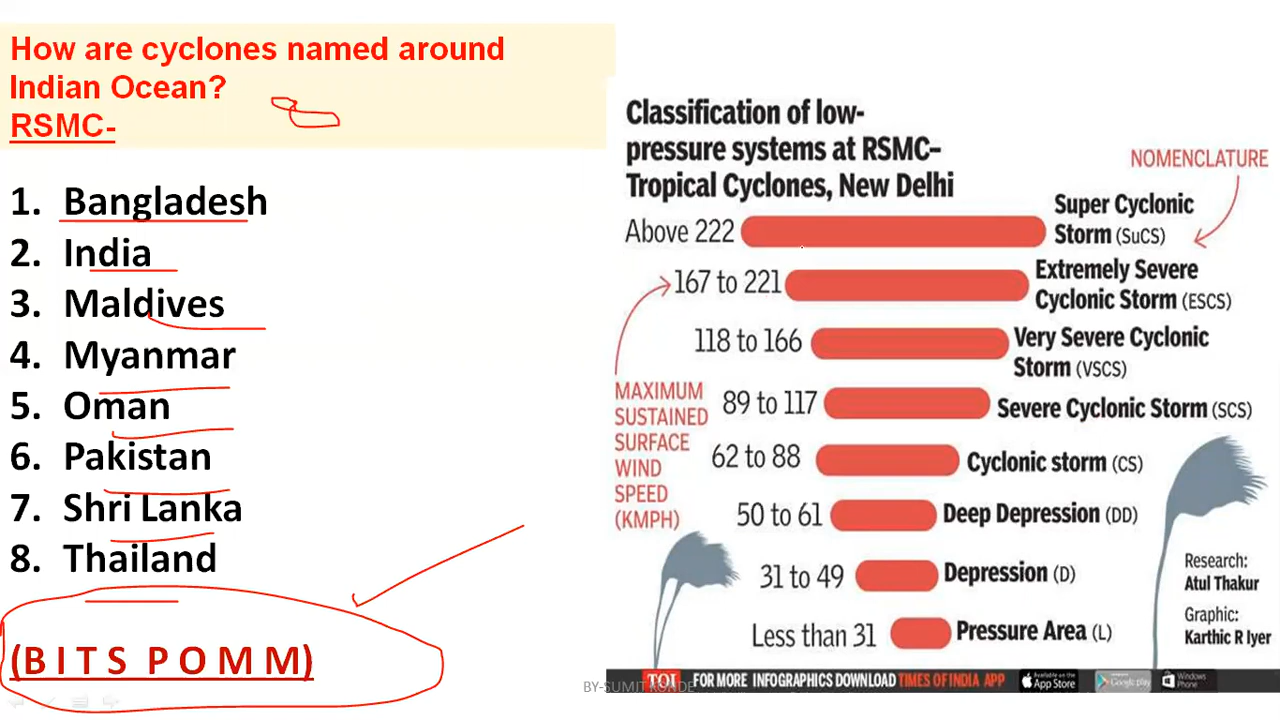 How are cyclones named around
Indian Ocean?
RSMC-
1. Bangladesh
2. India
3. Maldives
4. Myanmar
5. Oman
6. Pakistan
7. Shri Lanka
8. Thailand
(B I T S P O M M)
Classification of low-
pressure systems at RSMC–
Tropical Cyclones, New Delhi
NOMENCLATURE
Above 222
Super Cyclonic
Storm (SuCS)
167 to 221
Extremely Severe
Cyclonic Storm (ESCS)
118 to 166
Very Severe Cyclonic
Storm (VSCS)
MAXIMUM
SUSTAINED
SURFACE
WIND
SPEED
(KMPH)
89 to 117
Severe Cyclonic Storm (SCS)
62 to 88
Cyclonic storm (CS)
50 to 61
Deep Depression (DD)
31 to 49
Depression (D)
Less than 31
Pressure Area (L)
Research:
Atul Thakur
Graphic:
Karthic R Iyer
TOI FOR MORE INFOGRAPHICS DOWNLOAD TIMES OF INDIA APP
Available on the
App Store
Google play
Windows
Phone
BY-SUMIT